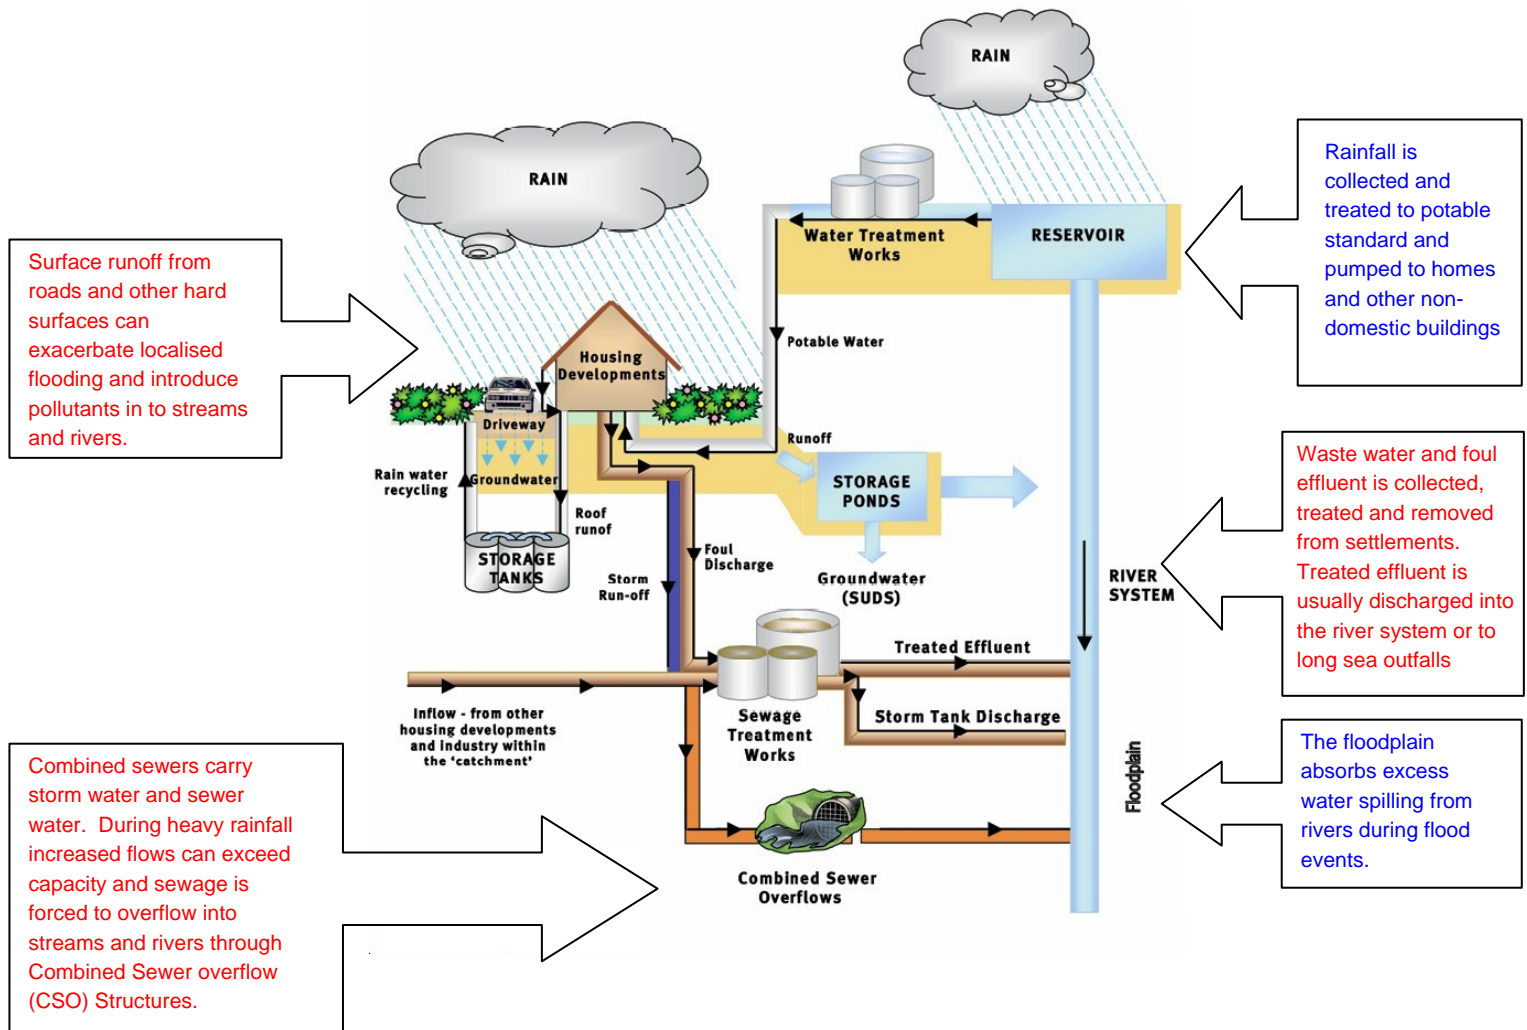 RAIN
RAIN
Rainfall is
collected and
treated to potable
standard and
pumped to homes
and other non-
domestic buildings
Water Treatment
Works
RESERVOIR
Surface runoff from
roads and other hard
surfaces can
exacerbate localised
flooding and introduce
pollutants in to streams
and rivers.
Housing
Developments
Potable Water
Driveway
Groundwater
Rain water
recycling
Roof
runof
STORAGE
TANKS
Runoff
STORAGE
PONDS
Groundwater
(SUDS)
Foul
Discharge
Storm
Run-off
RIVER
SYSTEM
Waste water and foul
effluent is collected,
treated and removed
from settlements.
Treated effluent is
usually discharged into
the river system or to
long sea outfalls
Treated Effluent
Storm Tank Discharge
Sewage
Treatment
Works
Inflow - from other
housing developments
and industry within
the ‘catchment’
Floodplain
The floodplain
absorbs excess
water spilling from
rivers during flood
events.
Combined sewers carry
storm water and sewer
water.  During heavy rainfall
increased flows can exceed
capacity and sewage is
forced to overflow into
streams and rivers through
Combined Sewer overflow
(CSO) Structures.
Combined Sewer
Overflows